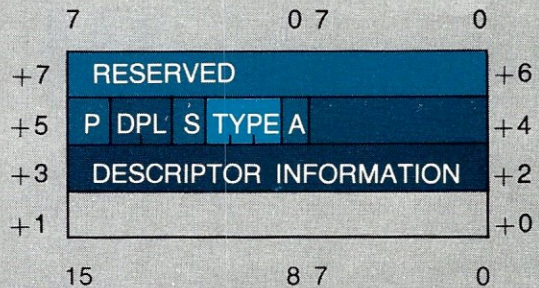 7 0 7 0
+7 RESERVED +6
+5 P DPL S TYPE A +4
+3 DESCRIPTOR INFORMATION +2
+1 +0
15 8 7 0